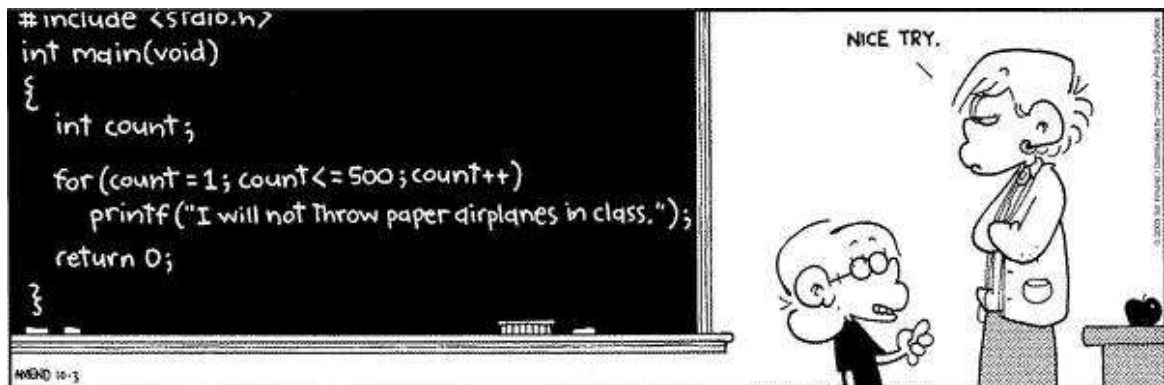 #include <stdio.h>
int main(void)
{
int count;
for (count = 1; count <= 500; count++)
printf("I will not Throw paper airplanes in class.");
return 0;
}
NICE TRY.
AMEND 10-3